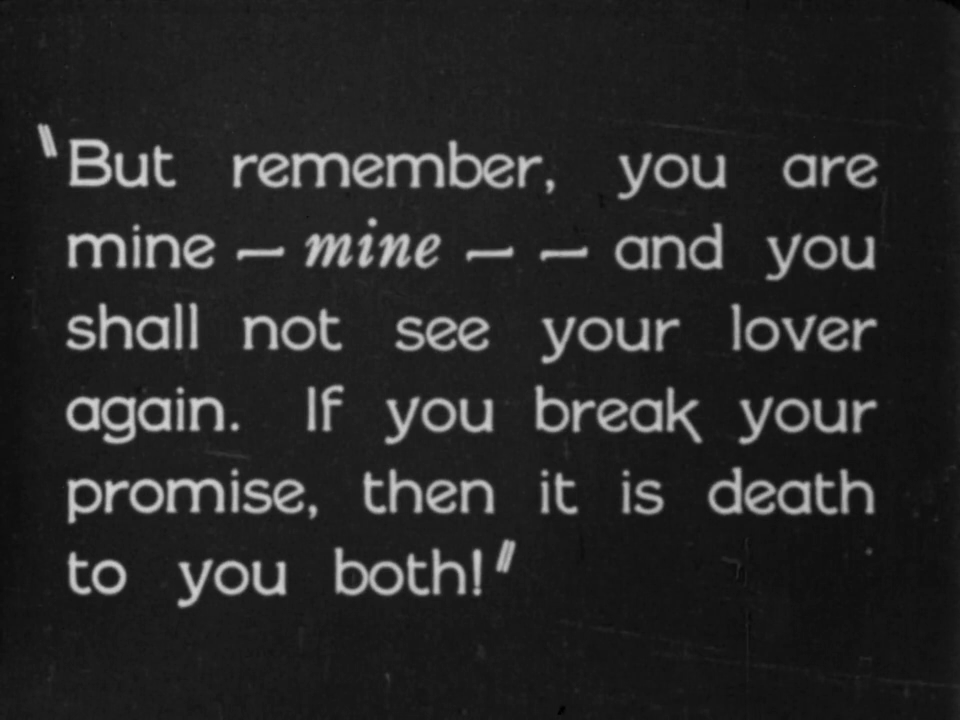 "But remember, you are
mine — mine — — and you
shall not see your lover
again. If you break your
promise, then it is death
to you both!"